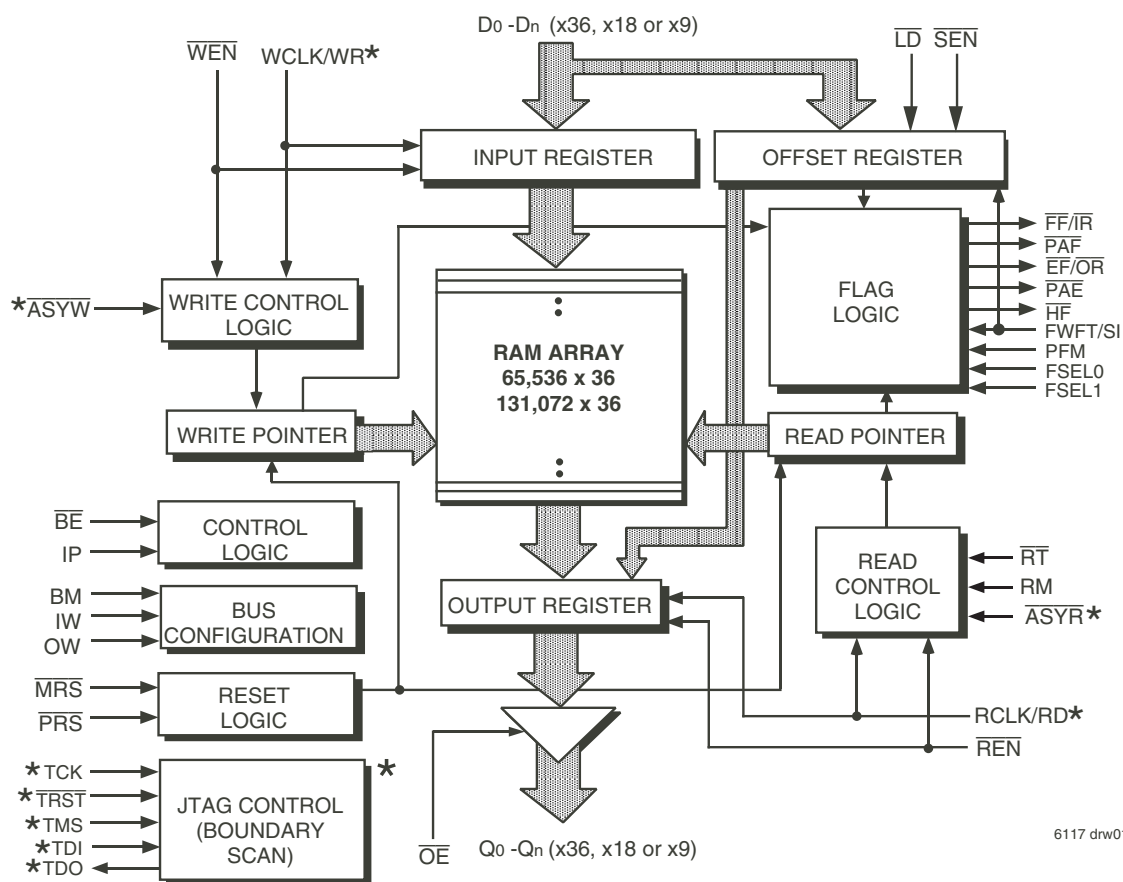 D0 -Dn (x36, x18 or x9)
WEN
WCLK/WR*
LD
SEN
INPUT REGISTER
OFFSET REGISTER
*ASYW
WRITE CONTROL
LOGIC
FLAG
LOGIC
FF/IR
PAF
EF/OR
PAE
HF
FWFT/SI
PFM
FSEL0
FSEL1
RAM ARRAY
65,536 x 36
131,072 x 36
WRITE POINTER
READ POINTER
BE
IP
CONTROL
LOGIC
READ
CONTROL
LOGIC
RT
RM
ASYR*
BM
IW
OW
BUS
CONFIGURATION
OUTPUT REGISTER
MRS
PRS
RESET
LOGIC
RCLK/RD*
REN
*TCK
*TRST
*TMS
*TDI
*TDO
JTAG CONTROL
(BOUNDARY
SCAN)
*
OE
Q0 -Qn (x36, x18 or x9)